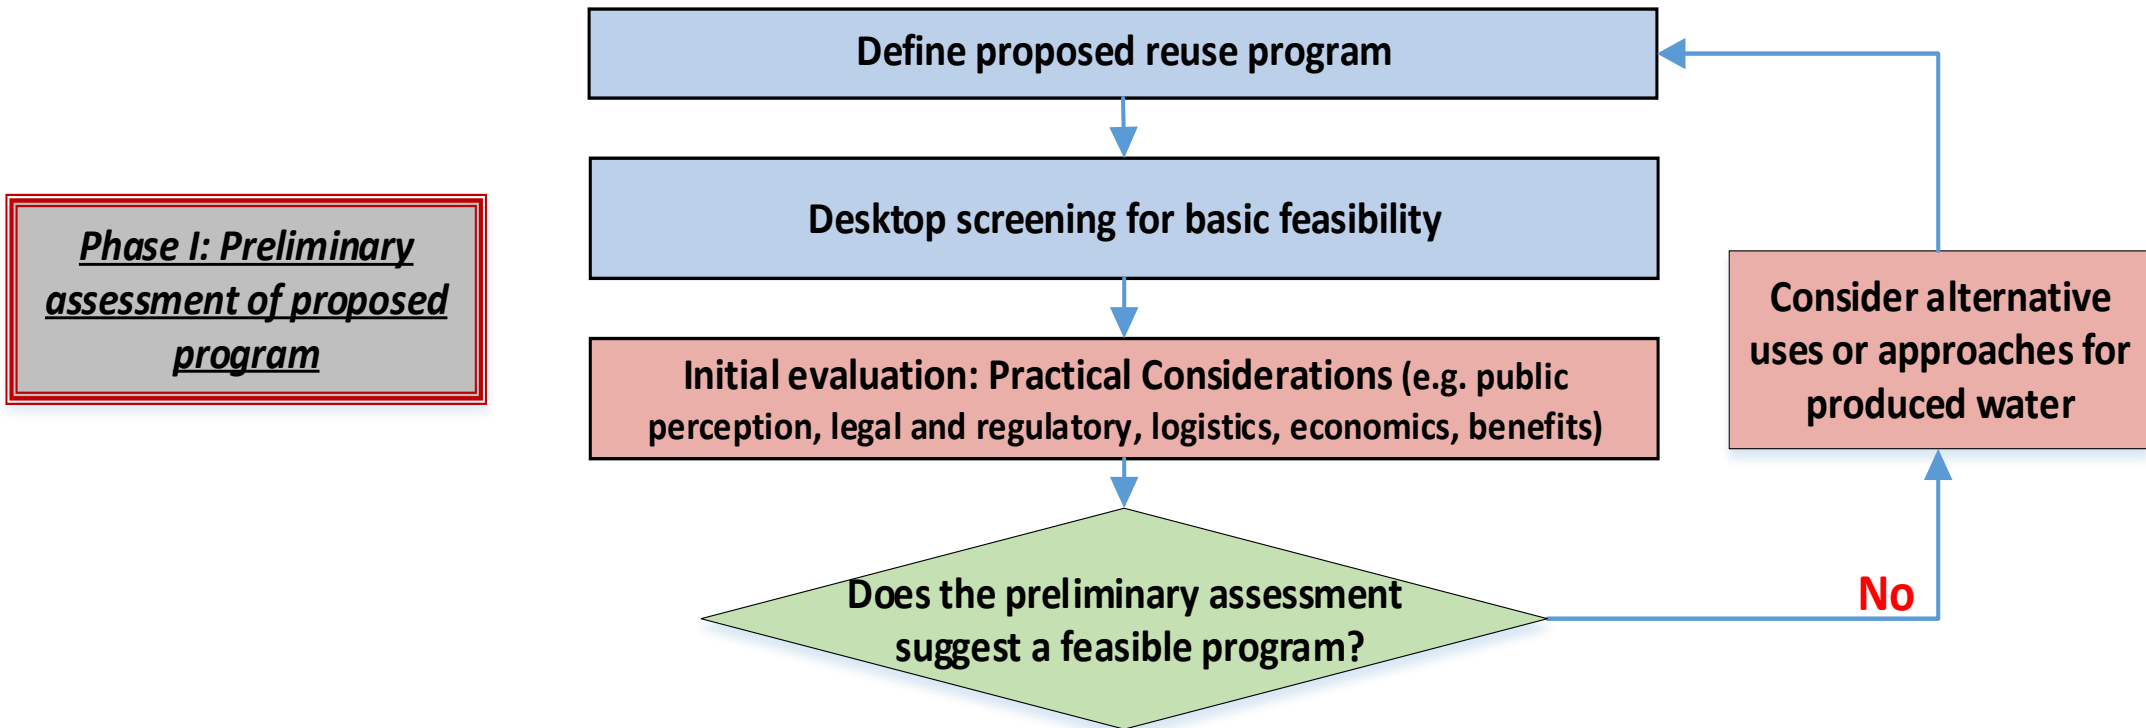 Define proposed reuse program
Desktop screening for basic feasibility
Phase I: Preliminary
assessment of proposed
program
Initial evaluation: Practical Considerations (e.g. public
perception, legal and regulatory, logistics, economics, benefits)
Consider alternative
uses or approaches for
produced water
Does the preliminary assessment
suggest a feasible program?
No